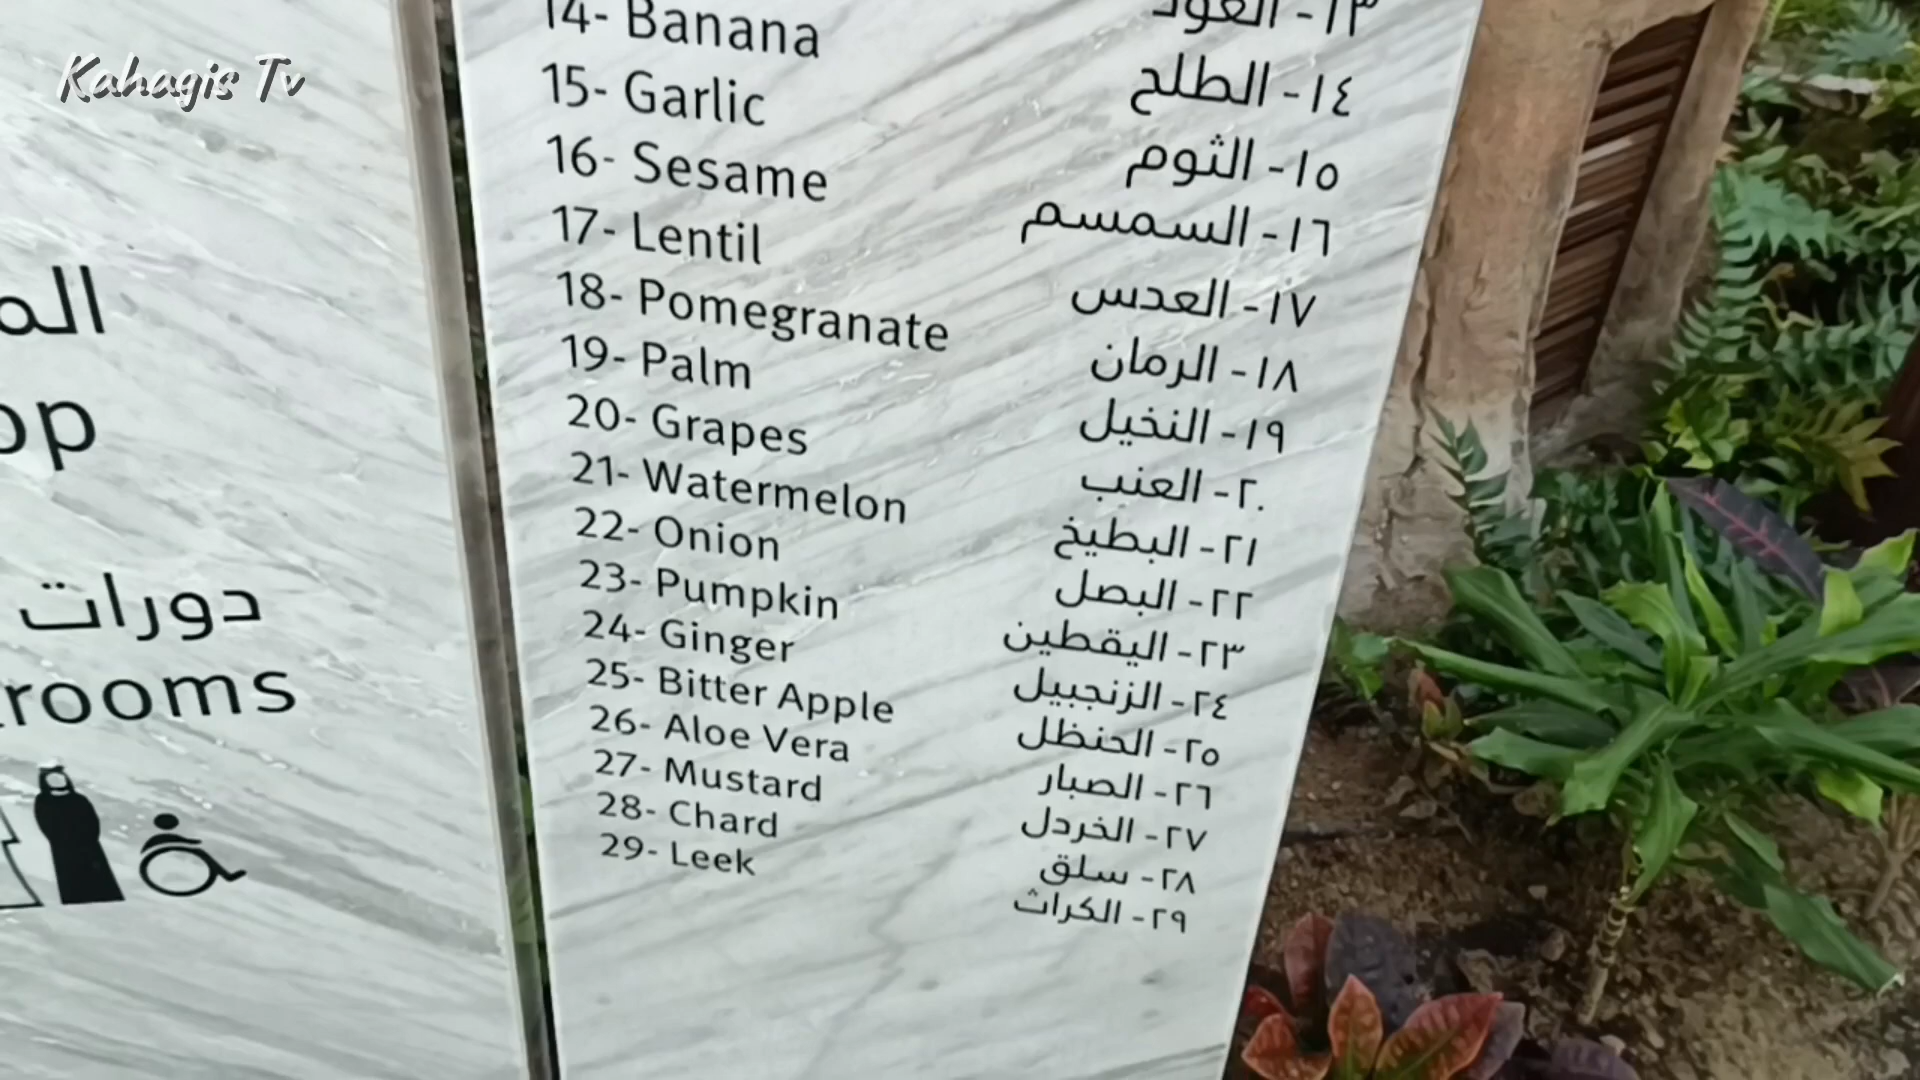 Kahagis Tv
دورات
rooms
14- Banana
15- Garlic
16- Sesame
17- Lentil
18- Pomegranate
19- Palm
20- Grapes
21- Watermelon
22- Onion
23- Pumpkin
24- Ginger
25- Bitter Apple
26- Aloe Vera
27- Mustard
28- Chard
29- Leek
١٣- العود
١٤- الطلح
١٥- الثوم
١٦- السمسم
١٧- العدس
١٨- الرمان
١٩- النخيل
٢٠- العنب
٢١- البطيخ
٢٢- البصل
٢٣- اليقطين
٢٤- الزنجبيل
٢٥- الحنظل
٢٦- الصبار
٢٧- الخردل
٢٨- سلق
٢٩- الكراث